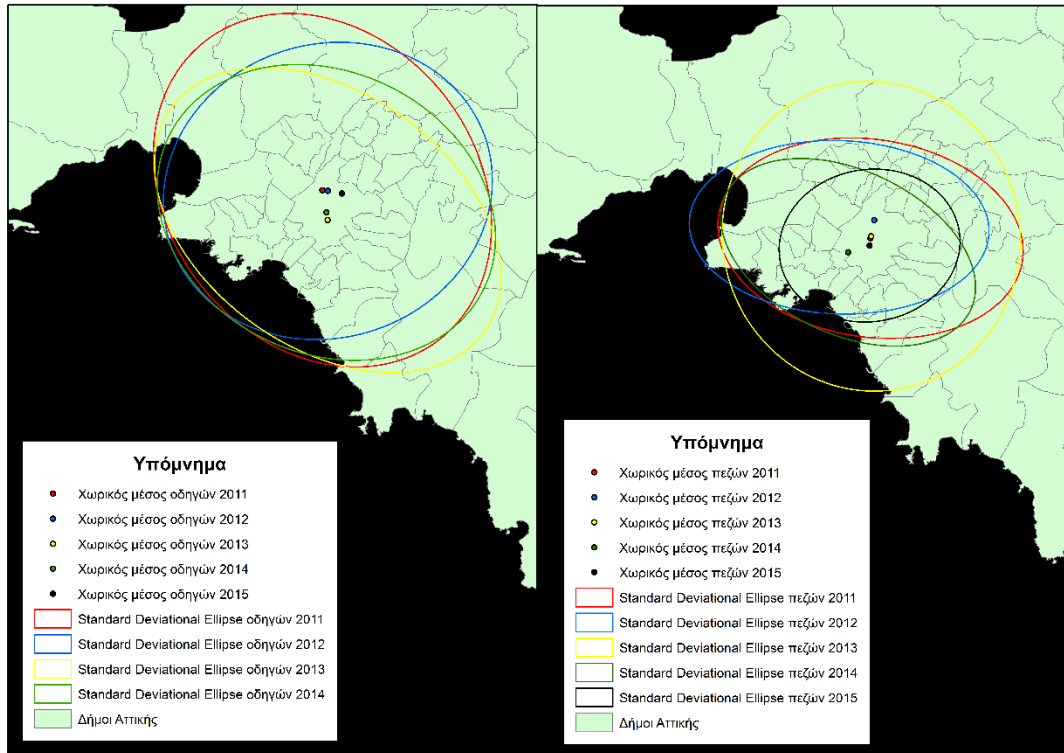 Υπόμνημα
Χωρικός μέσος οδηγών 2011
Χωρικός μέσος οδηγών 2012
Χωρικός μέσος οδηγών 2013
Χωρικός μέσος οδηγών 2014
Χωρικός μέσος οδηγών 2015
Standard Deviational Ellipse οδηγών 2011
Standard Deviational Ellipse οδηγών 2012
Standard Deviational Ellipse οδηγών 2013
Standard Deviational Ellipse οδηγών 2014
Δήμοι Αττικής
Υπόμνημα
Χωρικός μέσος πεζών 2011
Χωρικός μέσος πεζών 2012
Χωρικός μέσος πεζών 2013
Χωρικός μέσος πεζών 2014
Χωρικός μέσος πεζών 2015
Standard Deviational Ellipse πεζών 2011
Standard Deviational Ellipse πεζών 2012
Standard Deviational Ellipse πεζών 2013
Standard Deviational Ellipse πεζών 2014
Standard Deviational Ellipse πεζών 2015
Δήμοι Αττικής